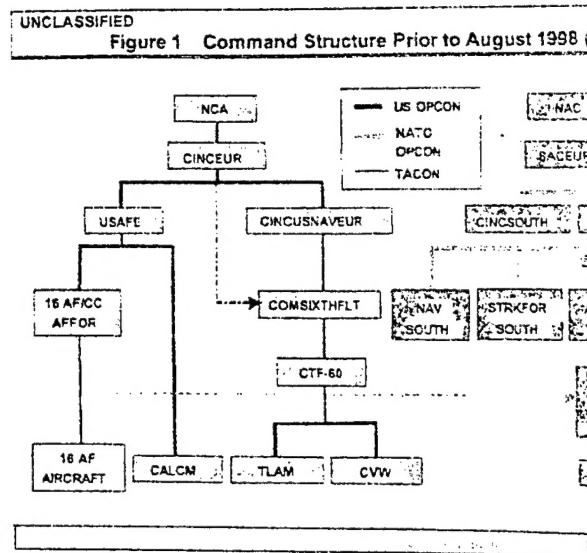 UNCLASSIFIED
Figure 1 Command Structure Prior to August 1998
NCA
CINCEUR
USAFE
CINCUSNAVEUR
16 AF/CC
AFFOR
COMSIXTHFLT
CTF-60
16 AF
AIRCRAFT
CALCM
TLAM
CVW
US OPCON
NATO
OPCON
TACON
NAC
SACEUR
CINCSOUTH
NAV
SOUTH
STRKFOR
SOUTH